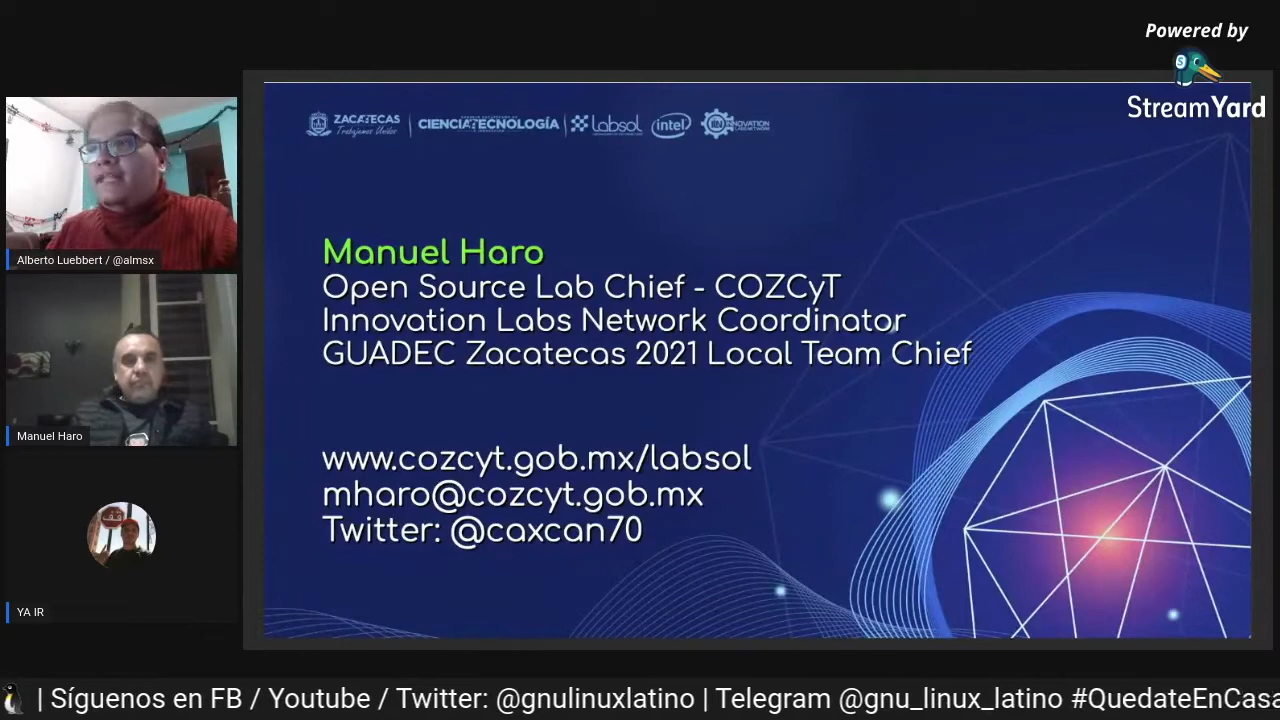 Powered by
StreamYard
ZACATECAS
Trabajemos Unidos
labsol
intel
Alberto Luebbert / @almsx
Manuel Haro
YA IR
Manuel Haro
Open Source Lab Chief - COZCyT
Innovation Labs Network Coordinator
GUADEC Zacatecas 2021 Local Team Chief
www.cozcyt.gob.mx/labsol
mharo@cozcyt.gob.mx
Twitter: @caxcan70
| Síguenos en FB / Youtube / Twitter: @gnulinuxlatino | Telegram @gnu_linux_latino #QuedateEnCasa